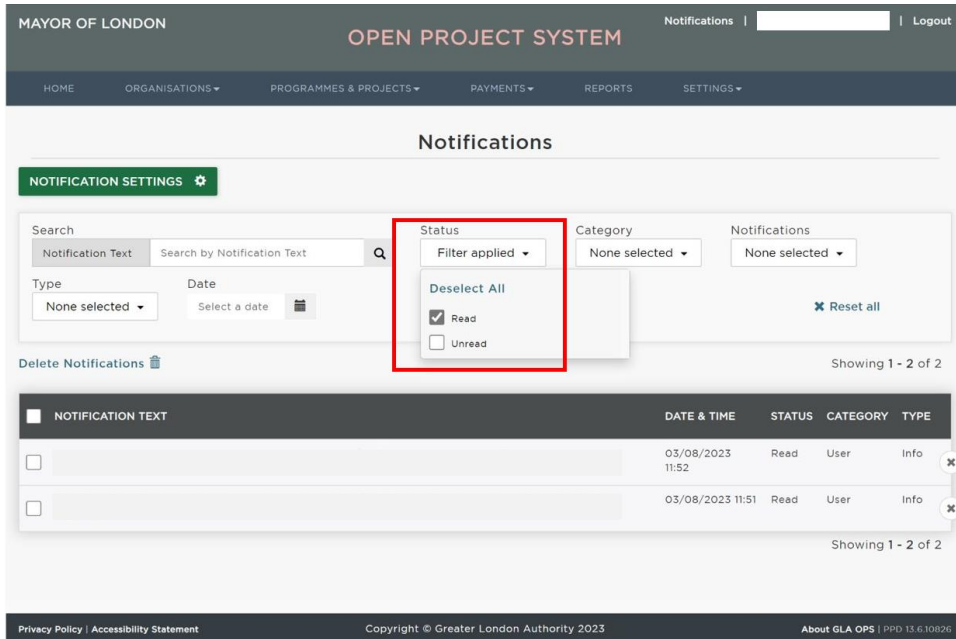 MAYOR OF LONDON
OPEN PROJECT SYSTEM
Notifications | | Logout
HOME ORGANISATIONS PROGRAMMES & PROJECTS PAYMENTS REPORTS SETTINGS
Notifications
NOTIFICATION SETTINGS
Search Status Category Notifications
Notification Text Search by Notification Text Filter applied None selected None selected
Type Date Deselect All
None selected Select a date Read Reset all
Unread
Delete Notifications Showing 1 - 2 of 2
NOTIFICATION TEXT DATE & TIME STATUS CATEGORY TYPE
03/08/2023 Read User Info
11:52
03/08/2023 11:51 Read User Info
Showing 1 - 2 of 2
Privacy Policy | Accessibility Statement Copyright © Greater London Authority 2023 About GLA OPS | PPD 13.6.10826